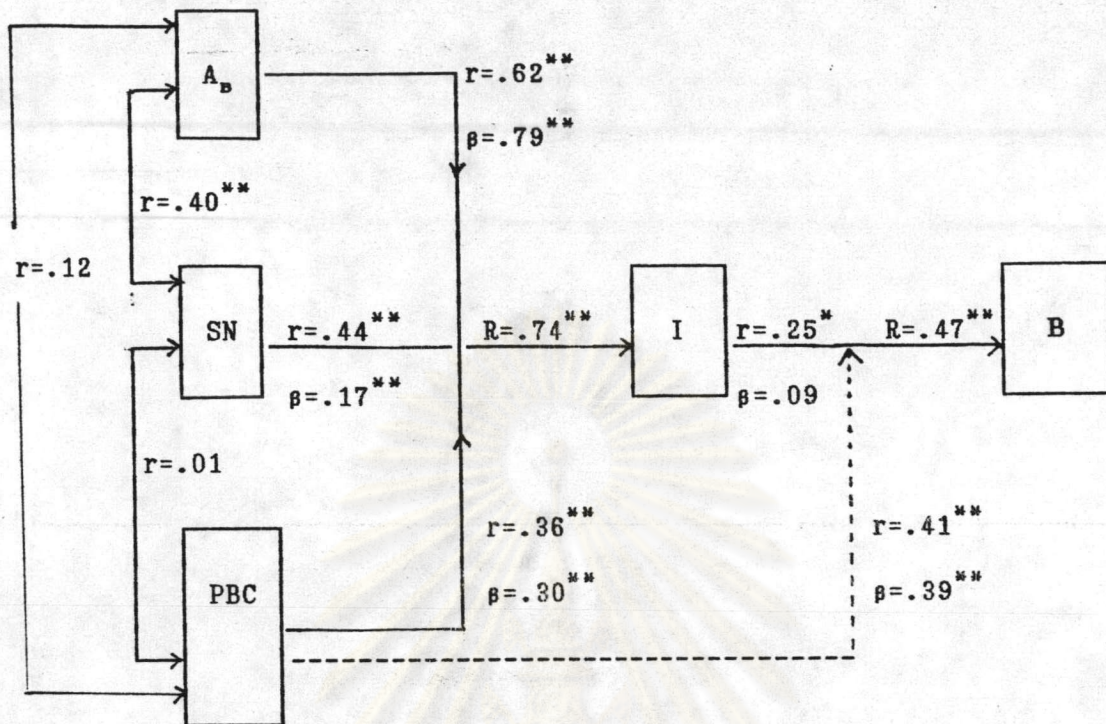 A_B
r=.62**
β=.79**
r=.40**
r=.12
SN
r=.44**
β=.17**
R=.74**
I
r=.25*
β=.09
R=.47**
B
r=.01
PBC
r=.36**
β=.30**
r=.41**
β=.39**